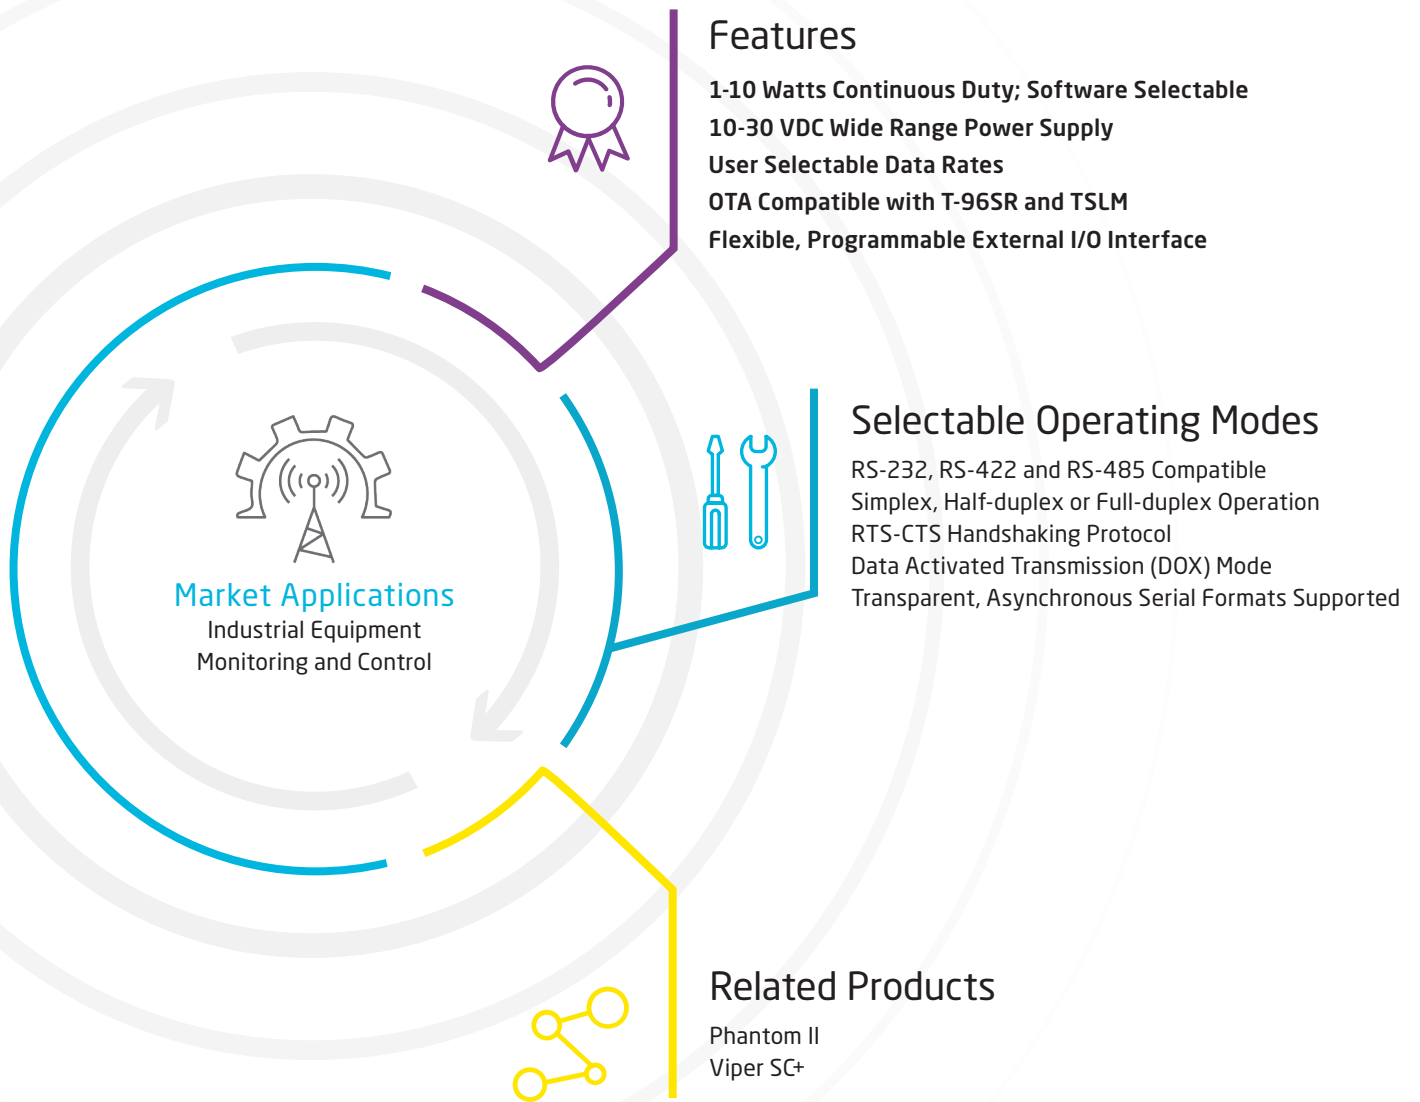 Features
1-10 Watts Continuous Duty; Software Selectable
10-30 VDC Wide Range Power Supply
User Selectable Data Rates
OTA Compatible with T-96SR and TSLM
Flexible, Programmable External I/O Interface
Selectable Operating Modes
RS-232, RS-422 and RS-485 Compatible
Simplex, Half-duplex or Full-duplex Operation
RTS-CTS Handshaking Protocol
Data Activated Transmission (DOX) Mode
Transparent, Asynchronous Serial Formats Supported
Market Applications
Industrial Equipment
Monitoring and Control
Related Products
Phantom II
Viper SC+